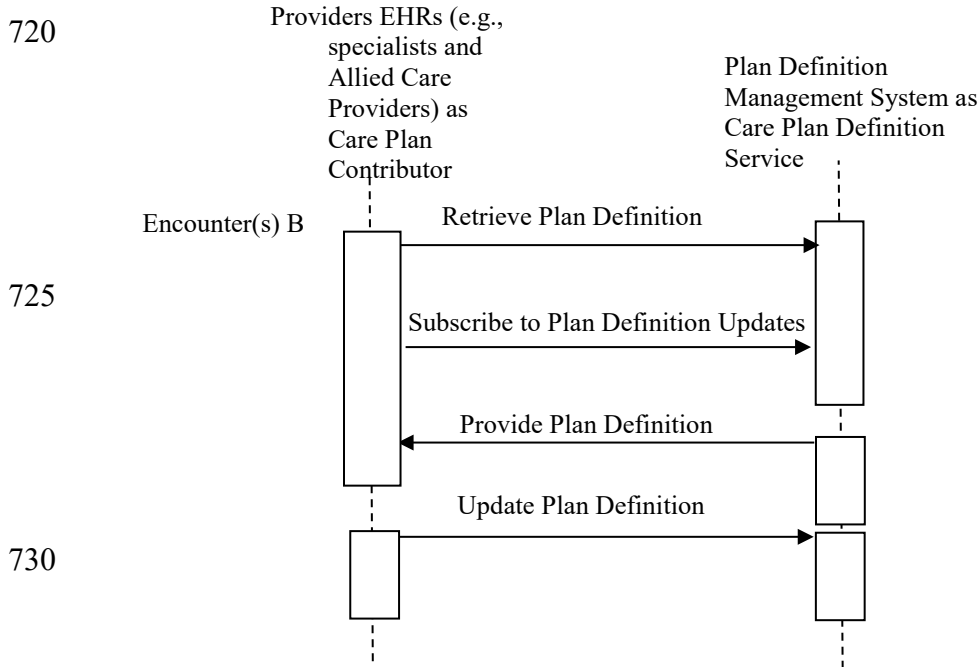 720
Providers EHRs (e.g.,
specialists and
Allied Care
Providers) as
Care Plan
Contributor
Plan Definition
Management System as
Care Plan Definition
Service
Encounter(s) B
Retrieve Plan Definition
725
Subscribe to Plan Definition Updates
Provide Plan Definition
Update Plan Definition
730